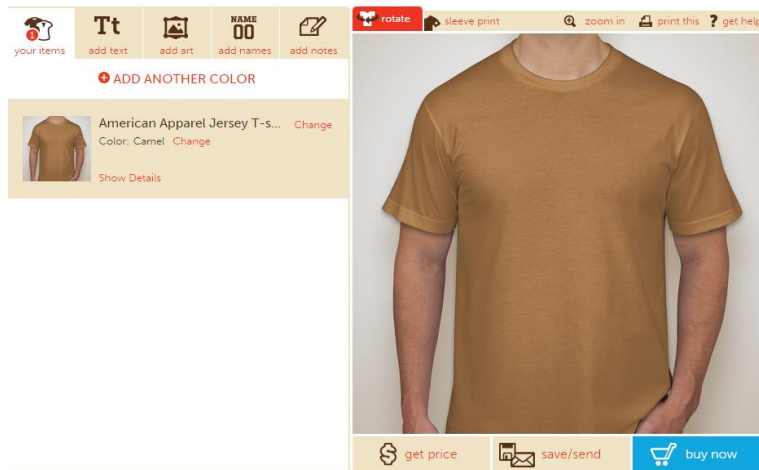 your items
Tt
add text
add art
NAME
00
add names
add notes
1
ADD ANOTHER COLOR
American Apparel Jersey T-s...
Change
Color: Camel Change
Show Details
rotate
sleeve print
zoom in
print this
? get help
$ get price
save/send
buy now